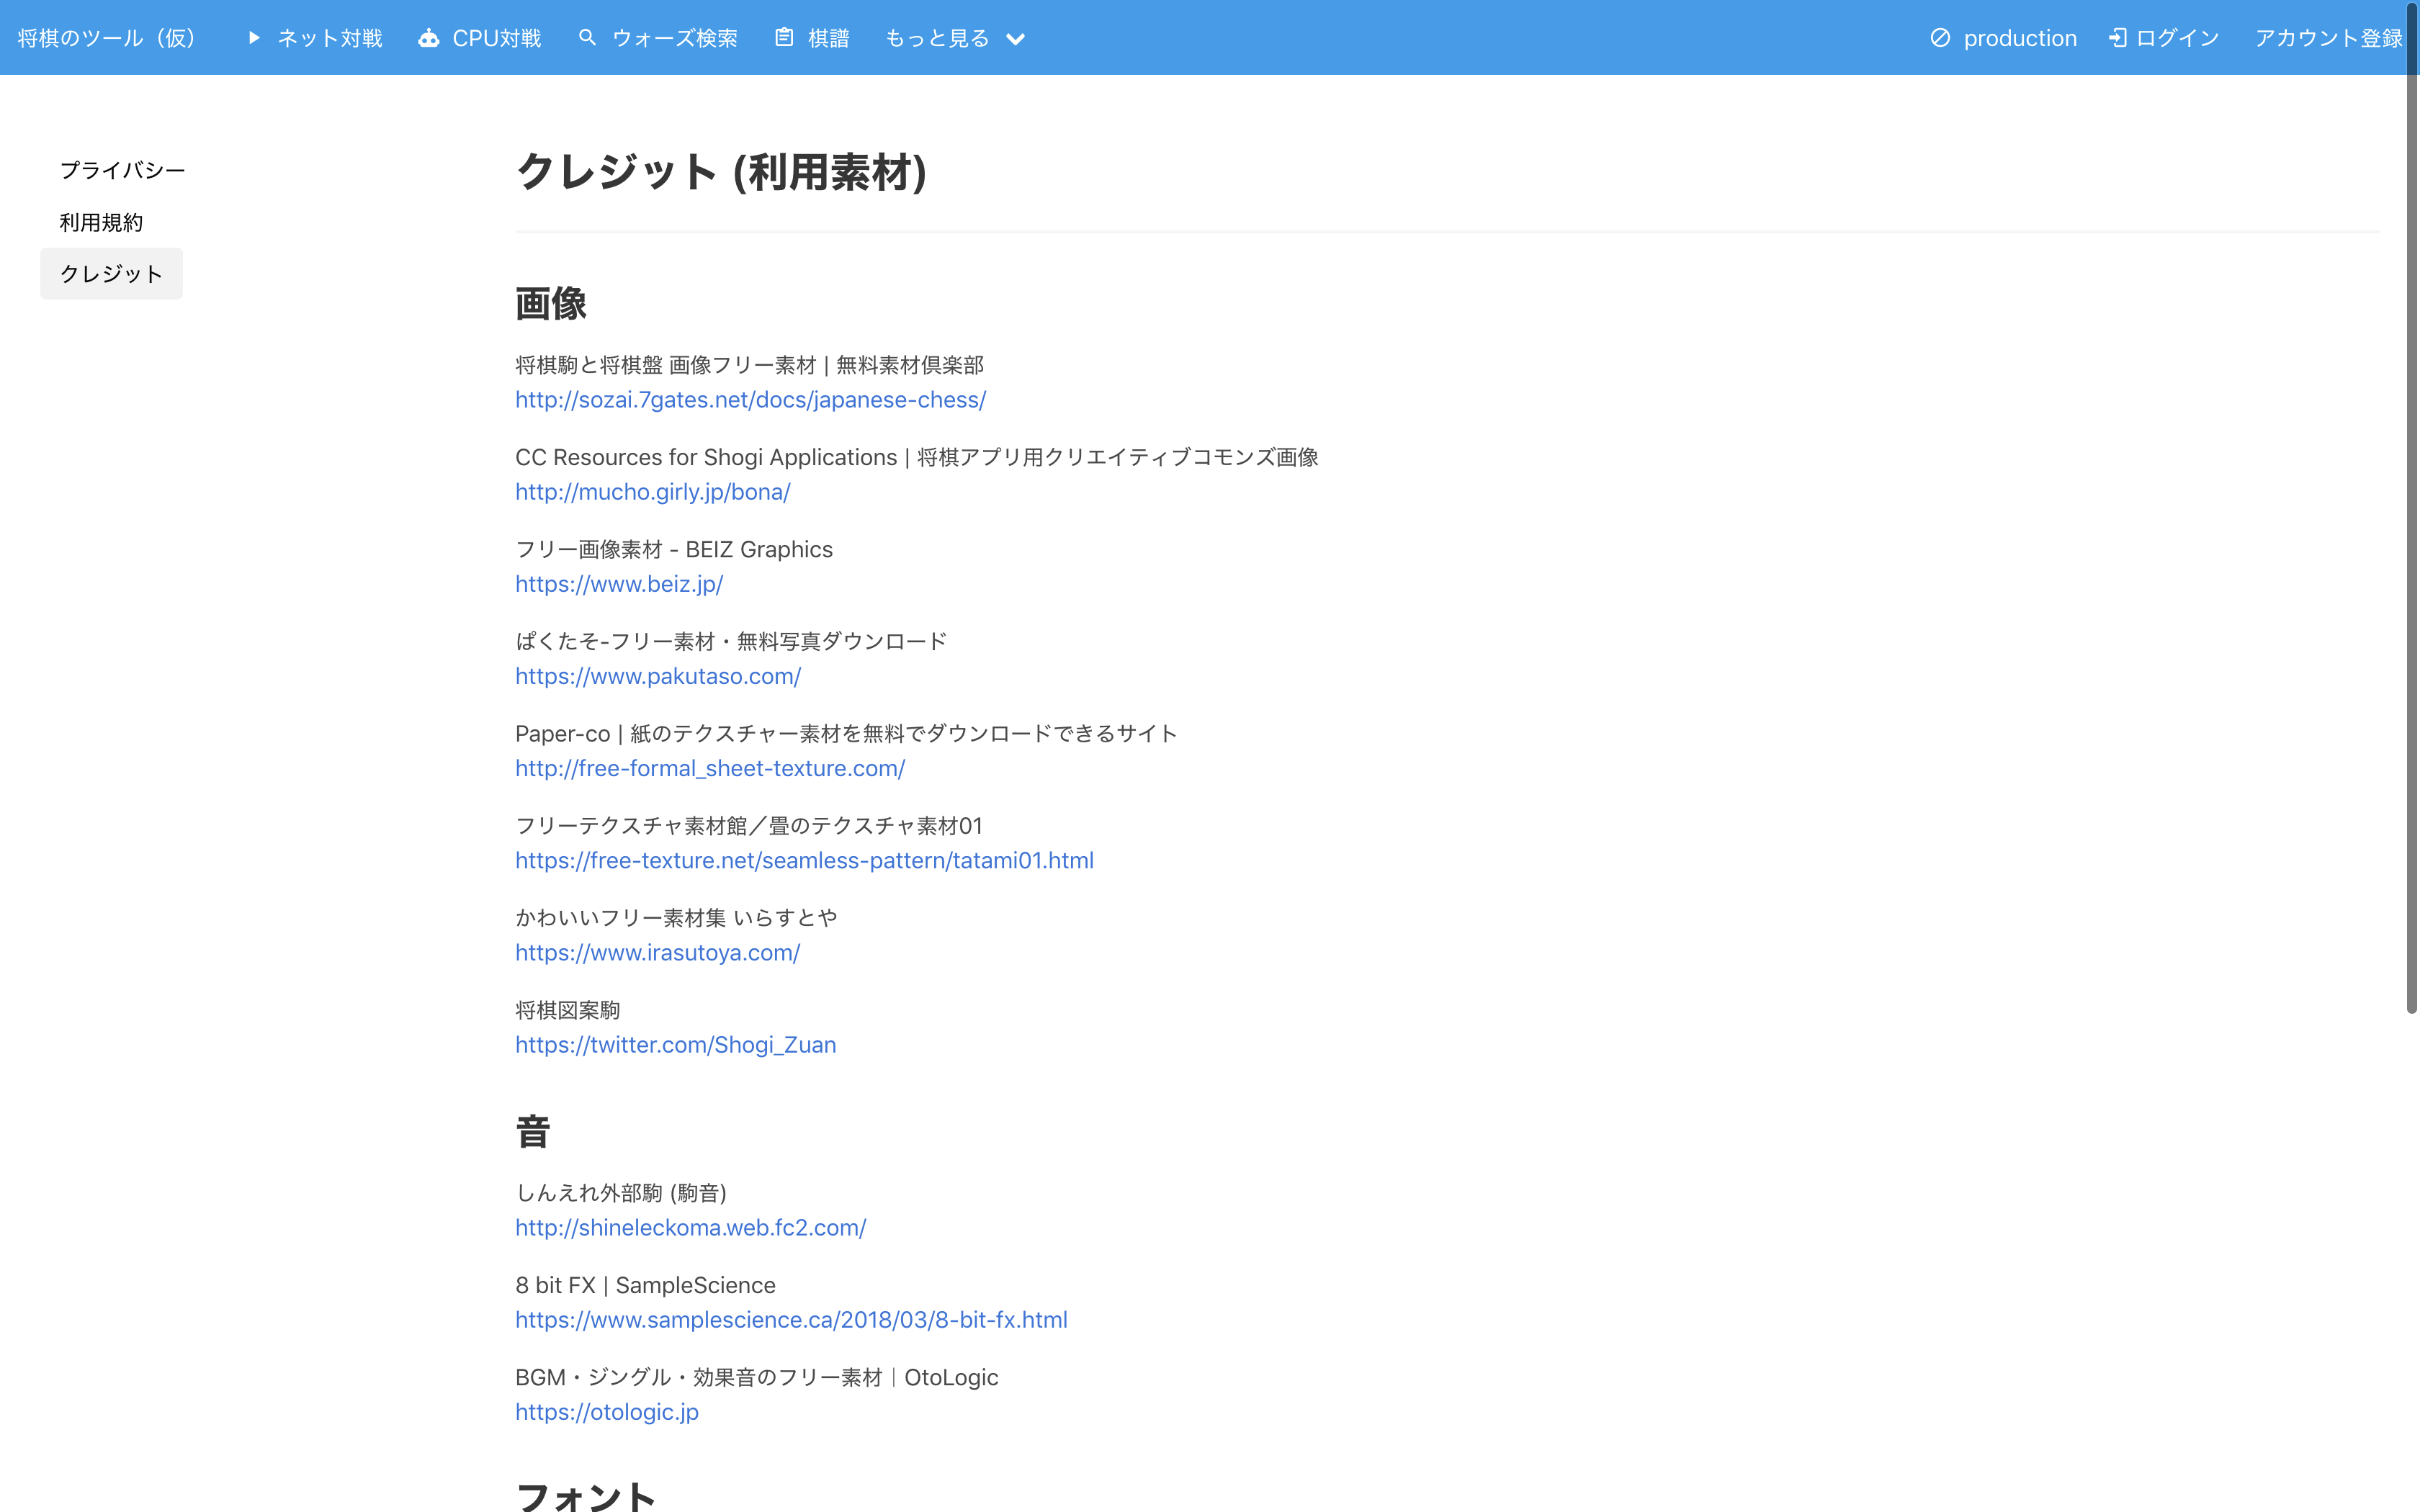 将棋のツール（仮）
ネット対戦
CPU対戦
ウォーズ検索
棋譜
もっと見る
production
ログイン
アカウント登録
プライバシー
利用規約
クレジット
クレジット (利用素材)
画像
将棋駒と将棋盤 画像フリー素材 | 無料素材倶楽部
http://sozai.7gates.net/docs/japanese-chess/
CC Resources for Shogi Applications | 将棋アプリ用クリエイティブコモンズ画像
http://mucho.girly.jp/bona/
フリー画像素材 - BEIZ Graphics
https://www.beiz.jp/
ぱくたそ-フリー素材・無料写真ダウンロード
https://www.pakutaso.com/
Paper-co | 紙のテクスチャー素材を無料でダウンロードできるサイト
http://free-formal_sheet-texture.com/
フリーテクスチャ素材館／畳のテクスチャ素材01
https://free-texture.net/seamless-pattern/tatami01.html
かわいいフリー素材集 いらすとや
https://www.irasutoya.com/
将棋図案駒
https://twitter.com/Shogi_Zuan
音
しんえれ外部駒 (駒音)
http://shineleckoma.web.fc2.com/
8 bit FX | SampleScience
https://www.samplescience.ca/2018/03/8-bit-fx.html
BGM・ジングル・効果音のフリー素材｜OtoLogic
https://otologic.jp
フォント